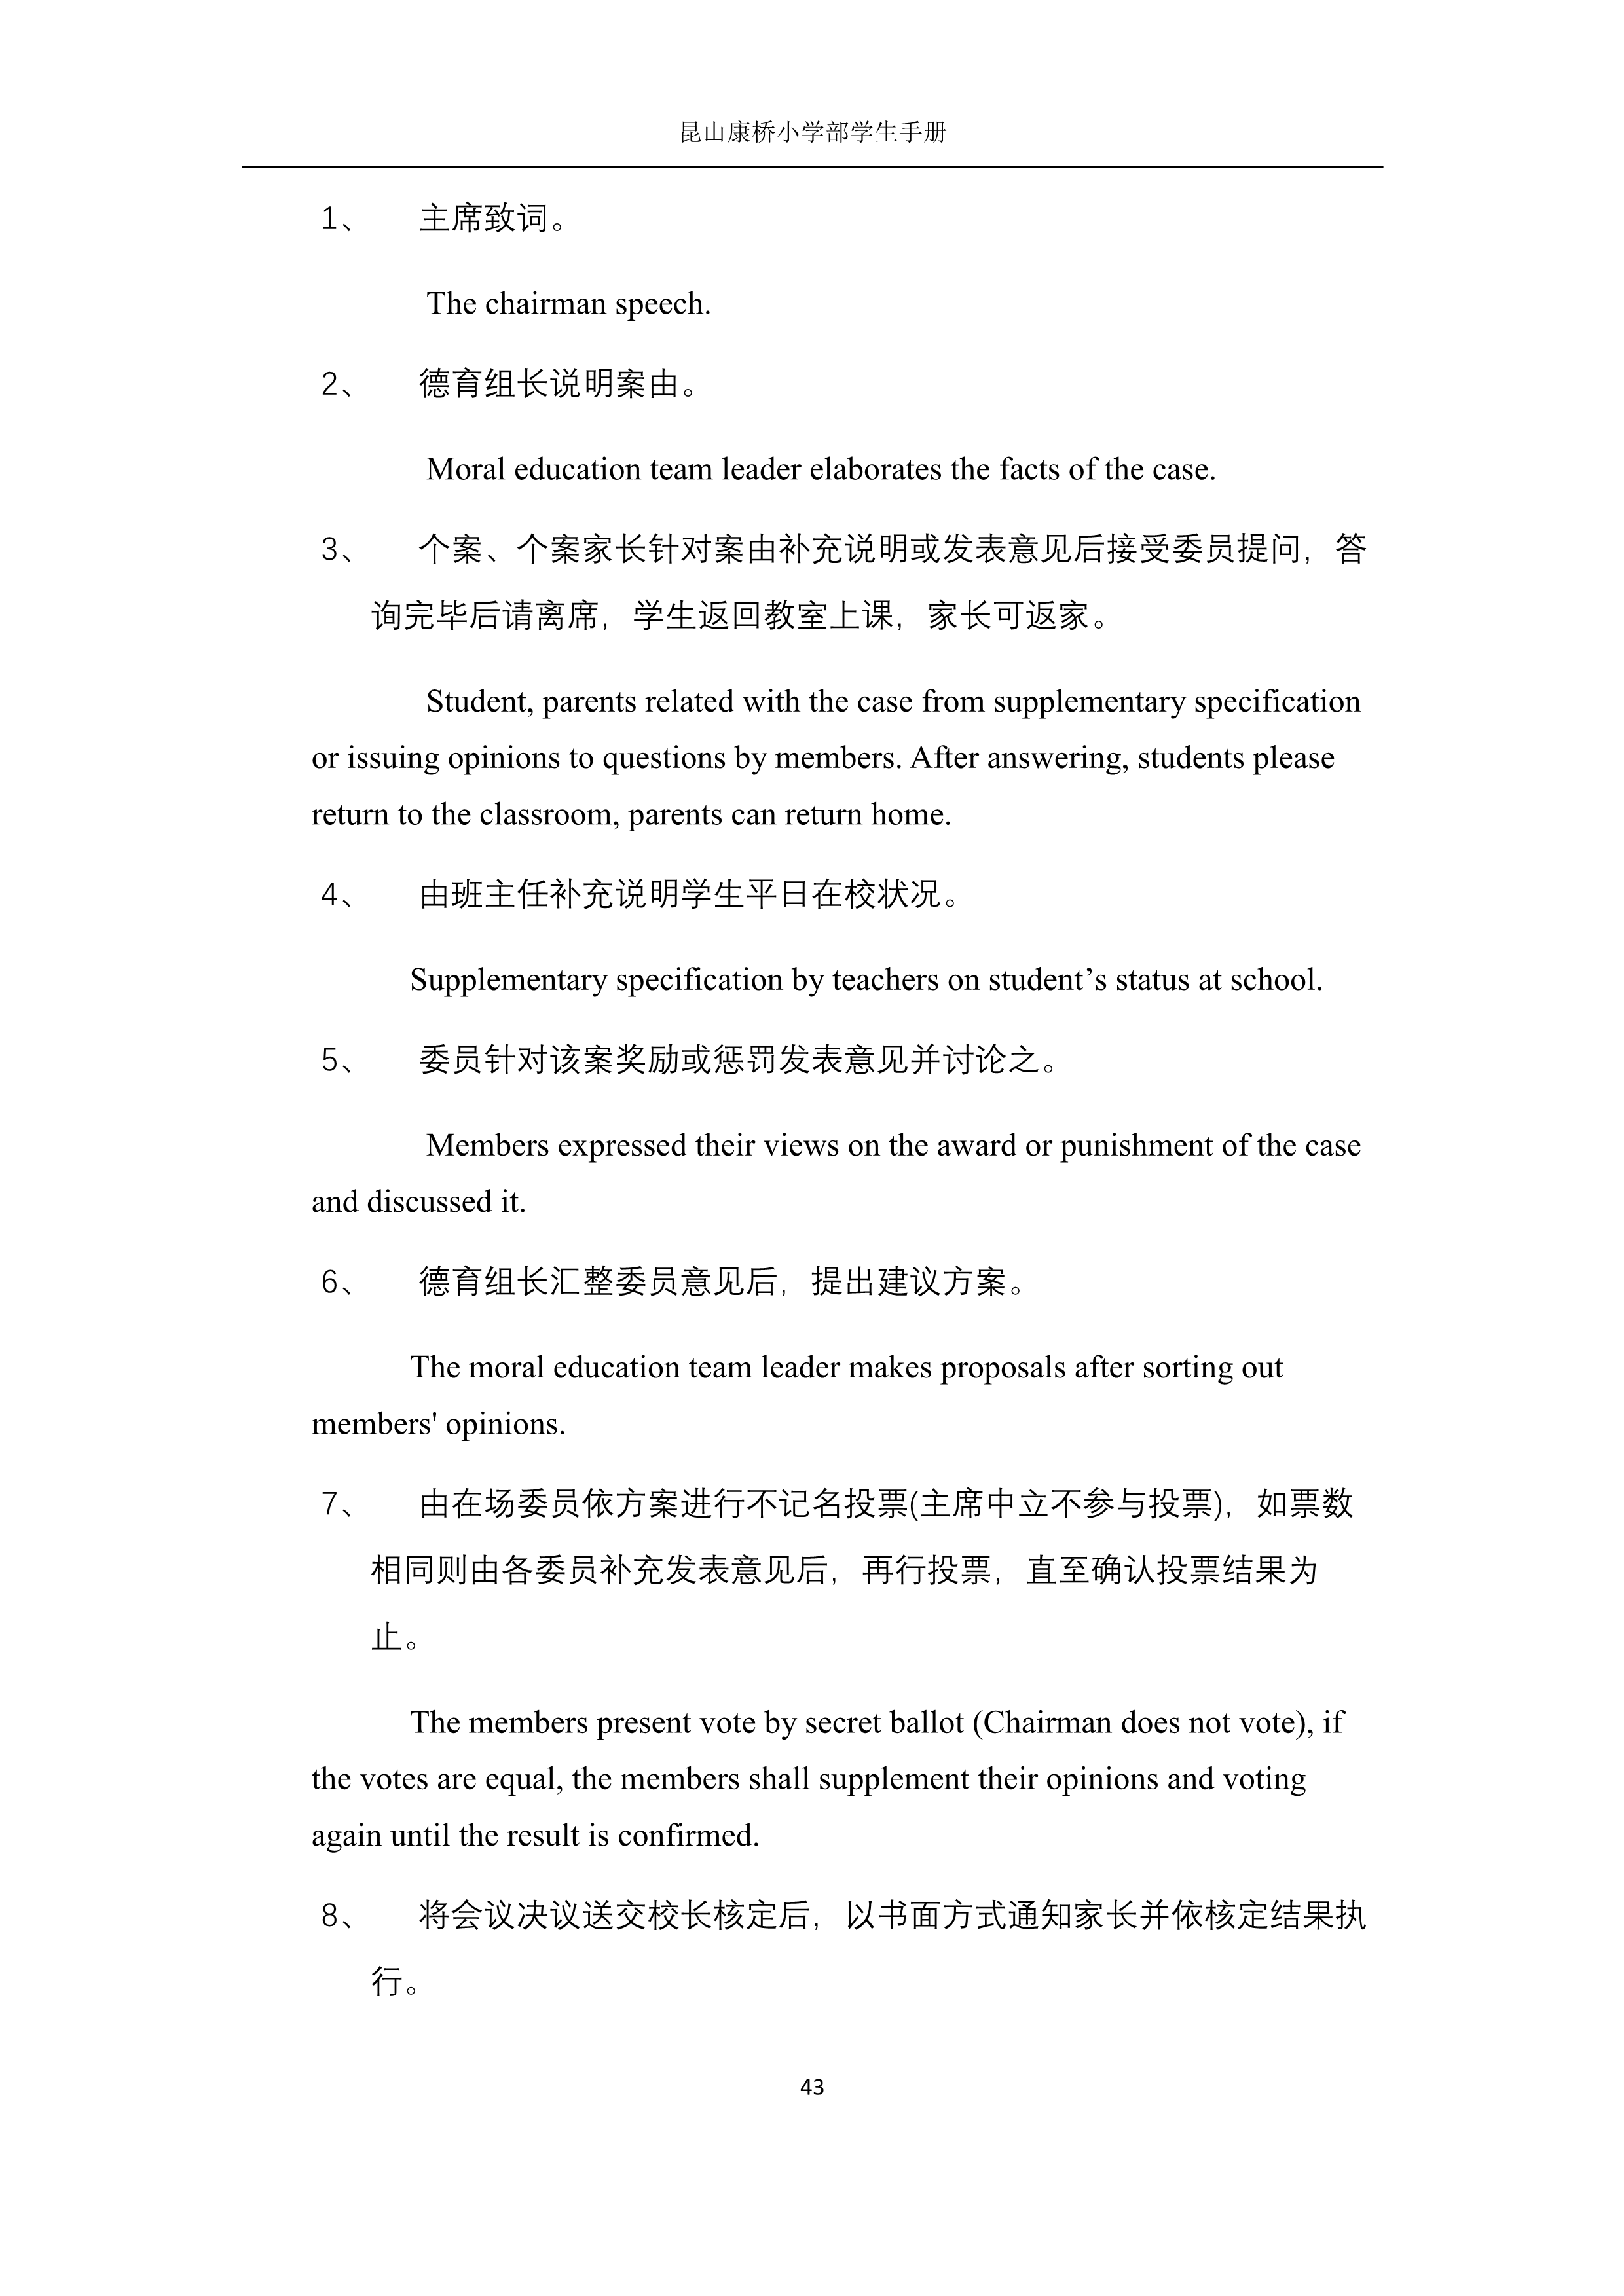 昆山康桥小学部学生手册
1、 主席致词。
The chairman speech.
2、 德育组长说明案由。
Moral education team leader elaborates the facts of the case.
3、 个案、个案家长针对案由补充说明或发表意见后接受委员提问，答
询完毕后请离席，学生返回教室上课，家长可返家。
Student, parents related with the case from supplementary specification
or issuing opinions to questions by members. After answering, students please
return to the classroom, parents can return home.
4、 由班主任补充说明学生平日在校状况。
Supplementary specification by teachers on student’s status at school.
5、 委员针对该案奖励或惩罚发表意见并讨论之。
Members expressed their views on the award or punishment of the case
and discussed it.
6、 德育组长汇整委员意见后，提出建议方案。
The moral education team leader makes proposals after sorting out
members' opinions.
7、 由在场委员依方案进行不记名投票(主席中立不参与投票)，如票数
相同则由各委员补充发表意见后，再行投票，直至确认投票结果为
止。
The members present vote by secret ballot (Chairman does not vote), if
the votes are equal, the members shall supplement their opinions and voting
again until the result is confirmed.
8、 将会议决议送交校长核定后，以书面方式通知家长并依核定结果执
行。
43